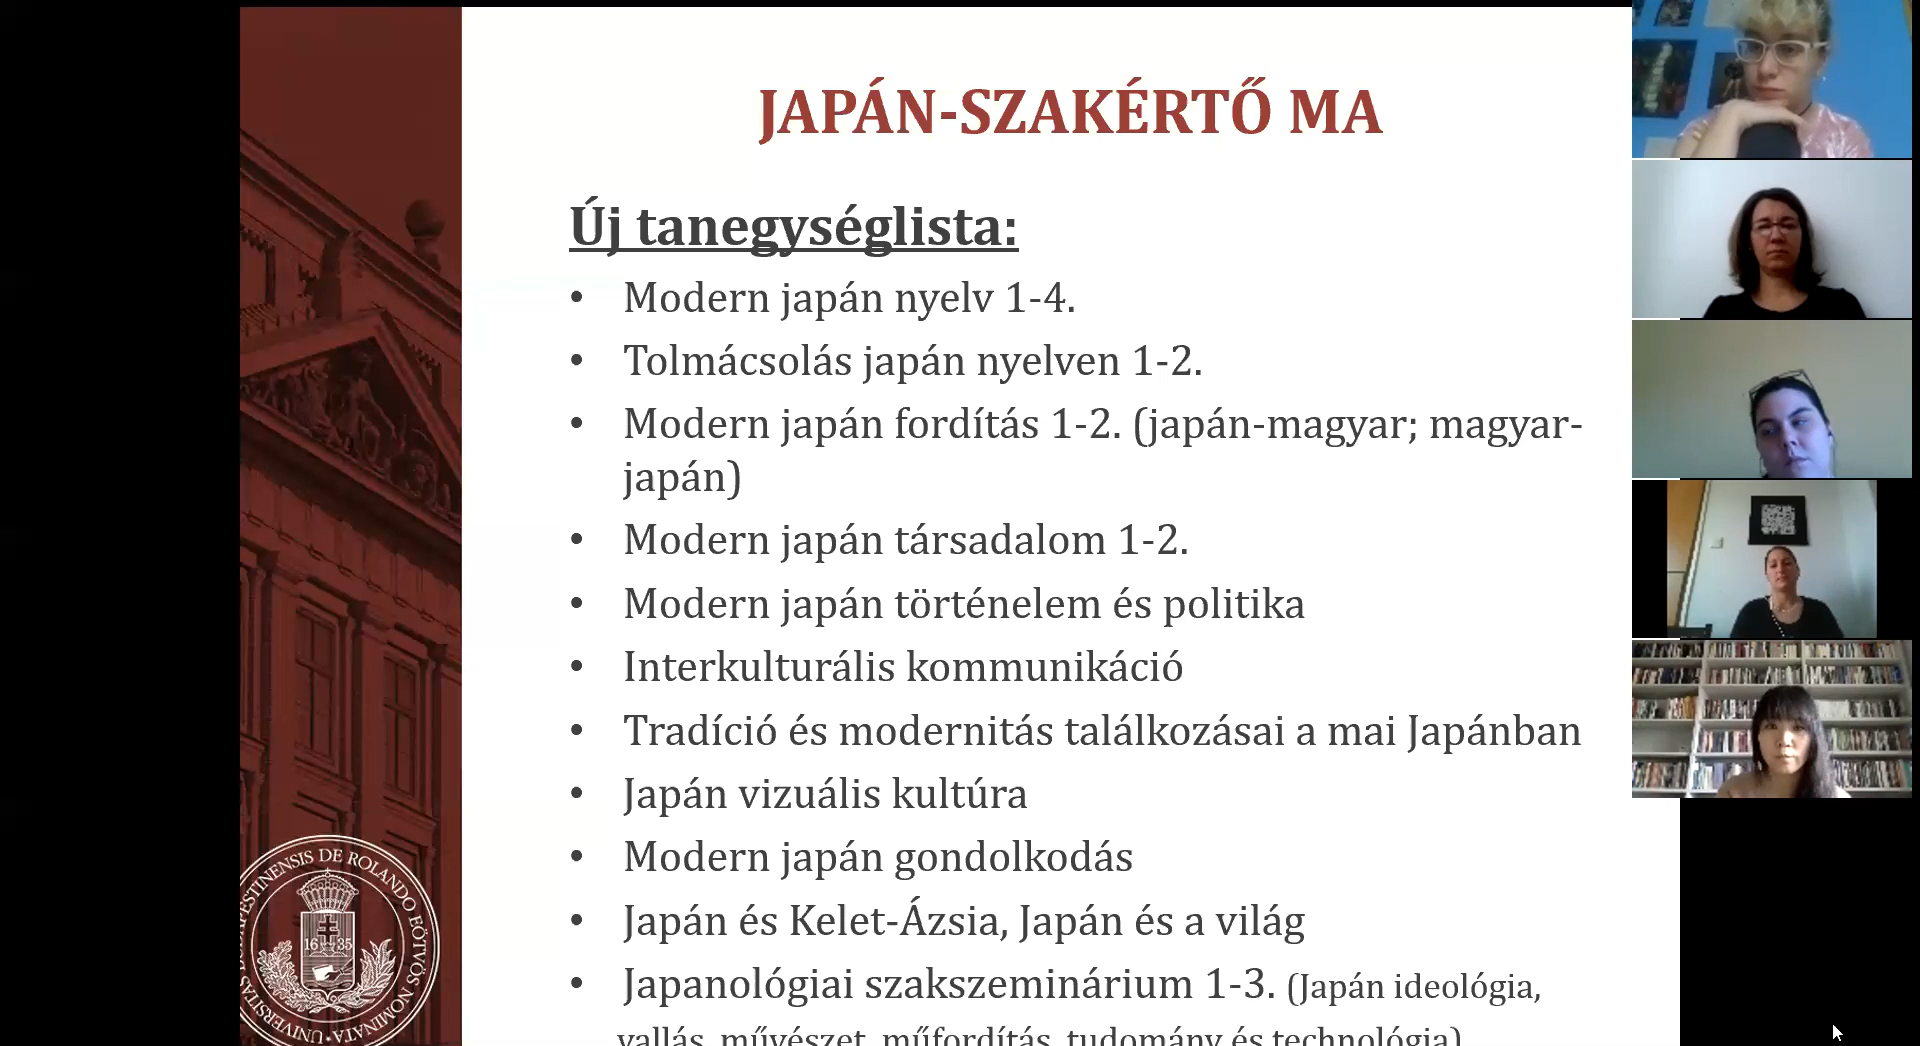 JAPÁN-SZAKÉRTŐ MA
Új tanegységlista:
• Modern japán nyelv 1-4.
• Tolmácsolás japán nyelven 1-2.
• Modern japán fordítás 1-2. (japán-magyar; magyar-
japán)
• Modern japán társadalom 1-2.
• Modern japán történelem és politika
• Interkulturális kommunikáció
• Tradíció és modernitás találkozásai a mai Japánban
• Japán vizuális kultúra
• Modern japán gondolkodás
• Japán és Kelet-Ázsia, Japán és a világ
• Japanológiai szakszeminárium 1-3. (Japán ideológia,
vallás, művészet, műfordítás, tudomány és technológia)
UNIVERSITAS BUDAPESTINENSIS DE ROLANDO EÖTVÖS NOMINATA
16 35